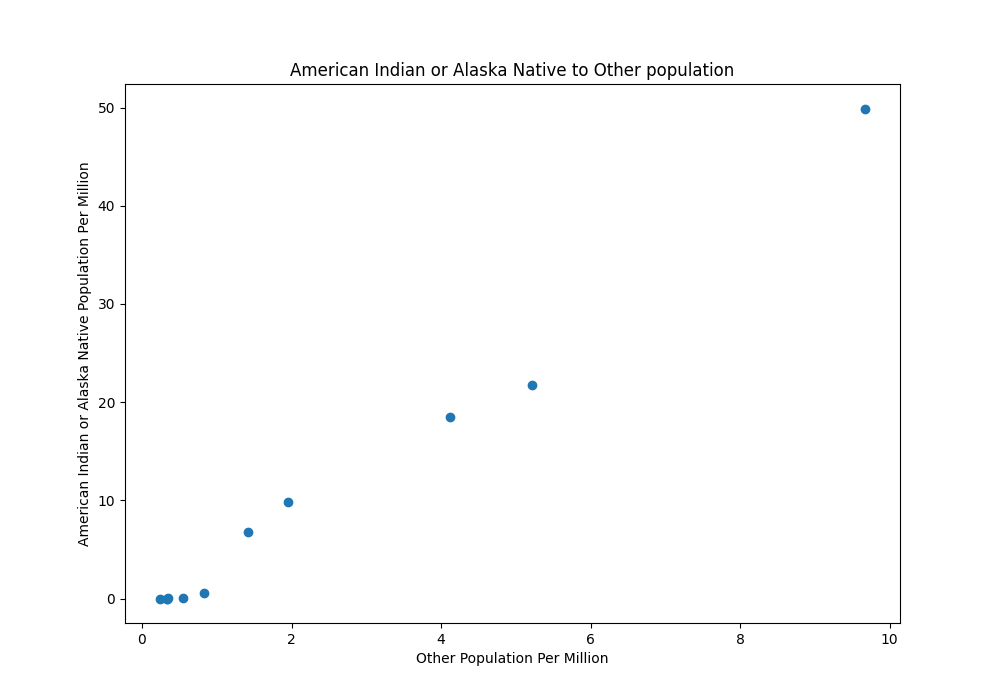 American Indian or Alaska Native to Other population
American Indian or Alaska Native Population Per Million
50
40
30
20
10
0
0 2 4 6 8 10
Other Population Per Million